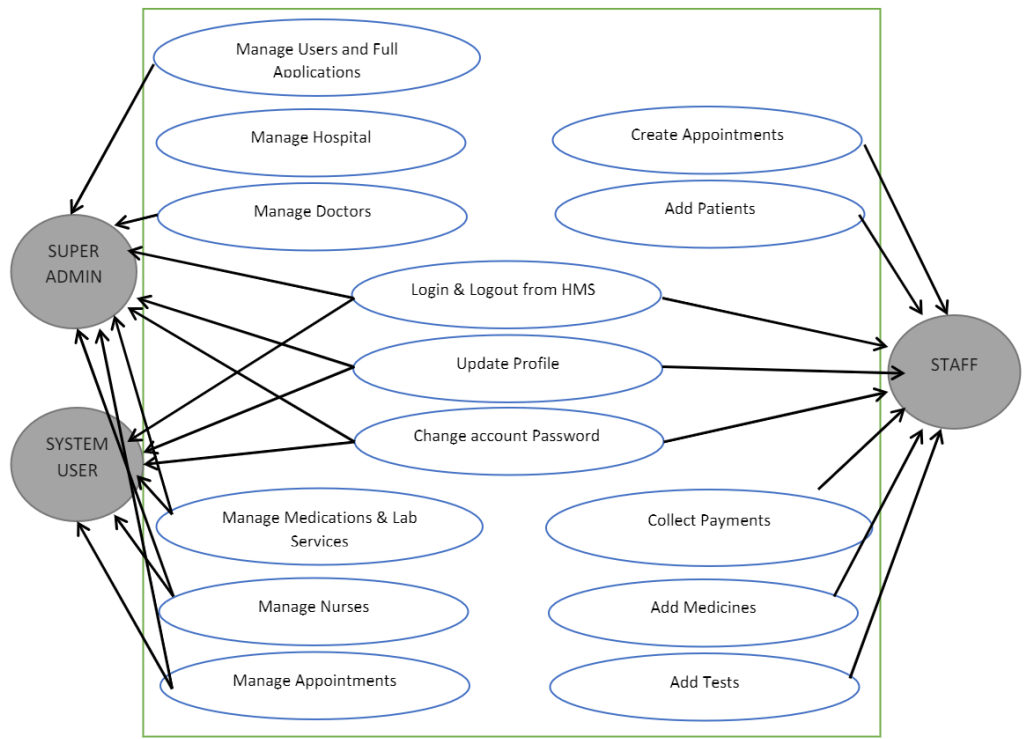 Manage Users and Full
Applications
Manage Hospital
Create Appointments
Manage Doctors
Add Patients
SUPER
ADMIN
Login & Logout from HMS
Update Profile
STAFF
Change account Password
SYSTEM
USER
Manage Medications & Lab
Services
Collect Payments
Manage Nurses
Add Medicines
Manage Appointments
Add Tests